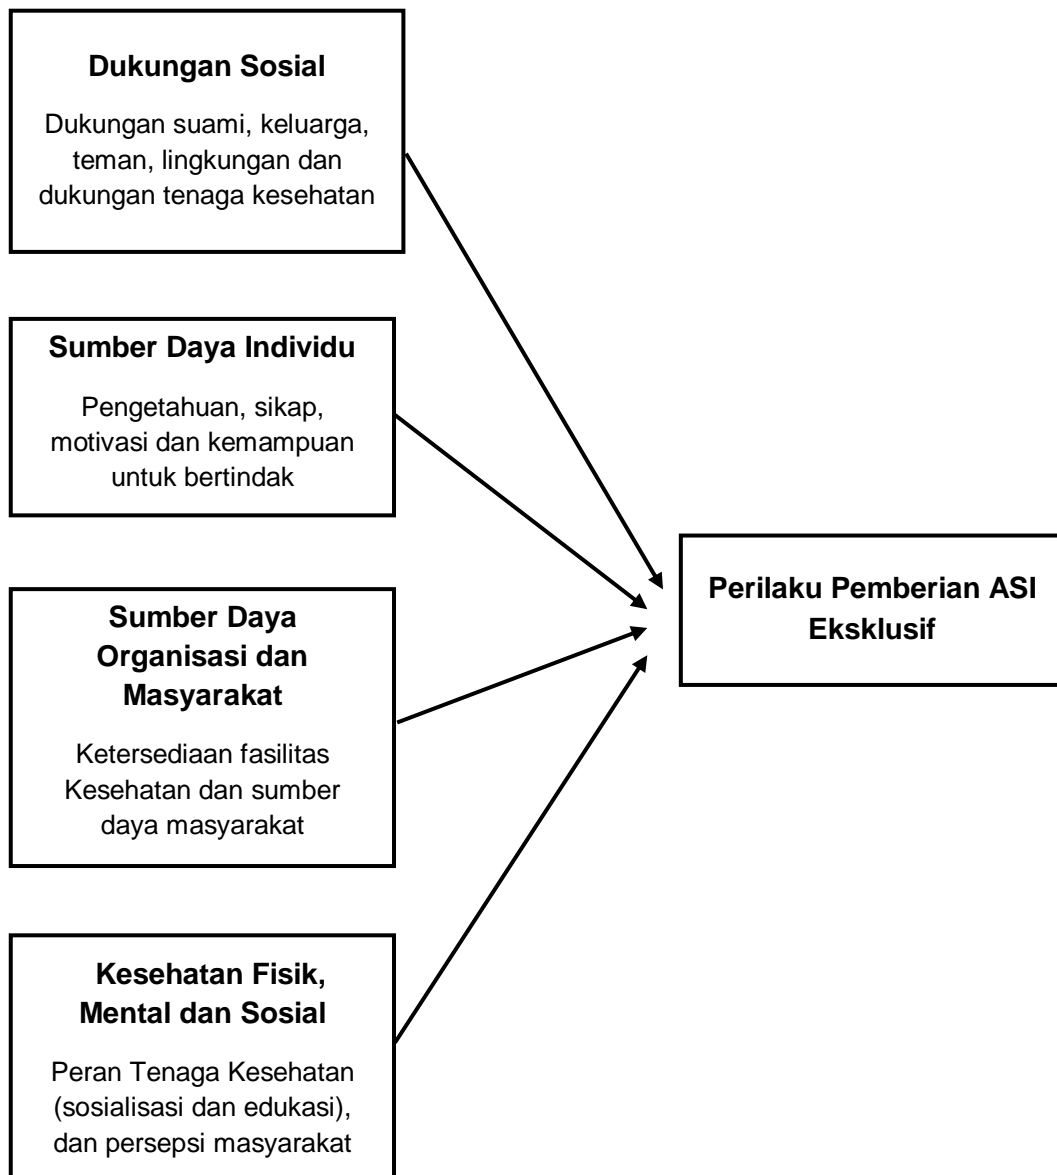 Dukungan Sosial
Dukungan suami, keluarga,
teman, lingkungan dan
dukungan tenaga kesehatan
Sumber Daya Individu
Pengetahuan, sikap,
motivasi dan kemampuan
untuk bertindak
Sumber Daya
Organisasi dan
Masyarakat
Ketersediaan fasilitas
Kesehatan dan sumber
daya masyarakat
Kesehatan Fisik,
Mental dan Sosial
Peran Tenaga Kesehatan
(sosialisasi dan edukasi),
dan persepsi masyarakat
Perilaku Pemberian ASI
Eksklusif